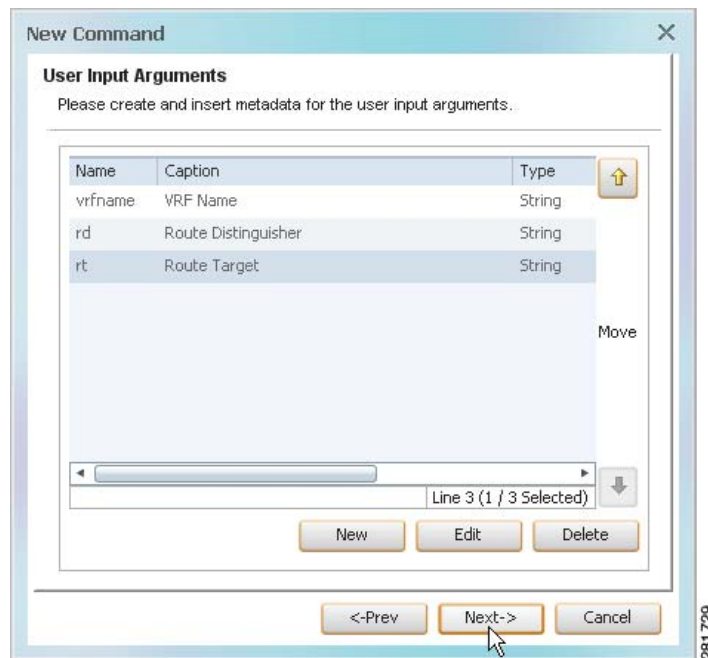 New Command
User Input Arguments
Please create and insert metadata for the user input arguments.
Name Caption Type
vrfname VRF Name String
rd Route Distinguisher String
rt Route Target String
Move
Line 3 (1 / 3 Selected)
New Edit Delete
<-Prev Next-> Cancel
281729